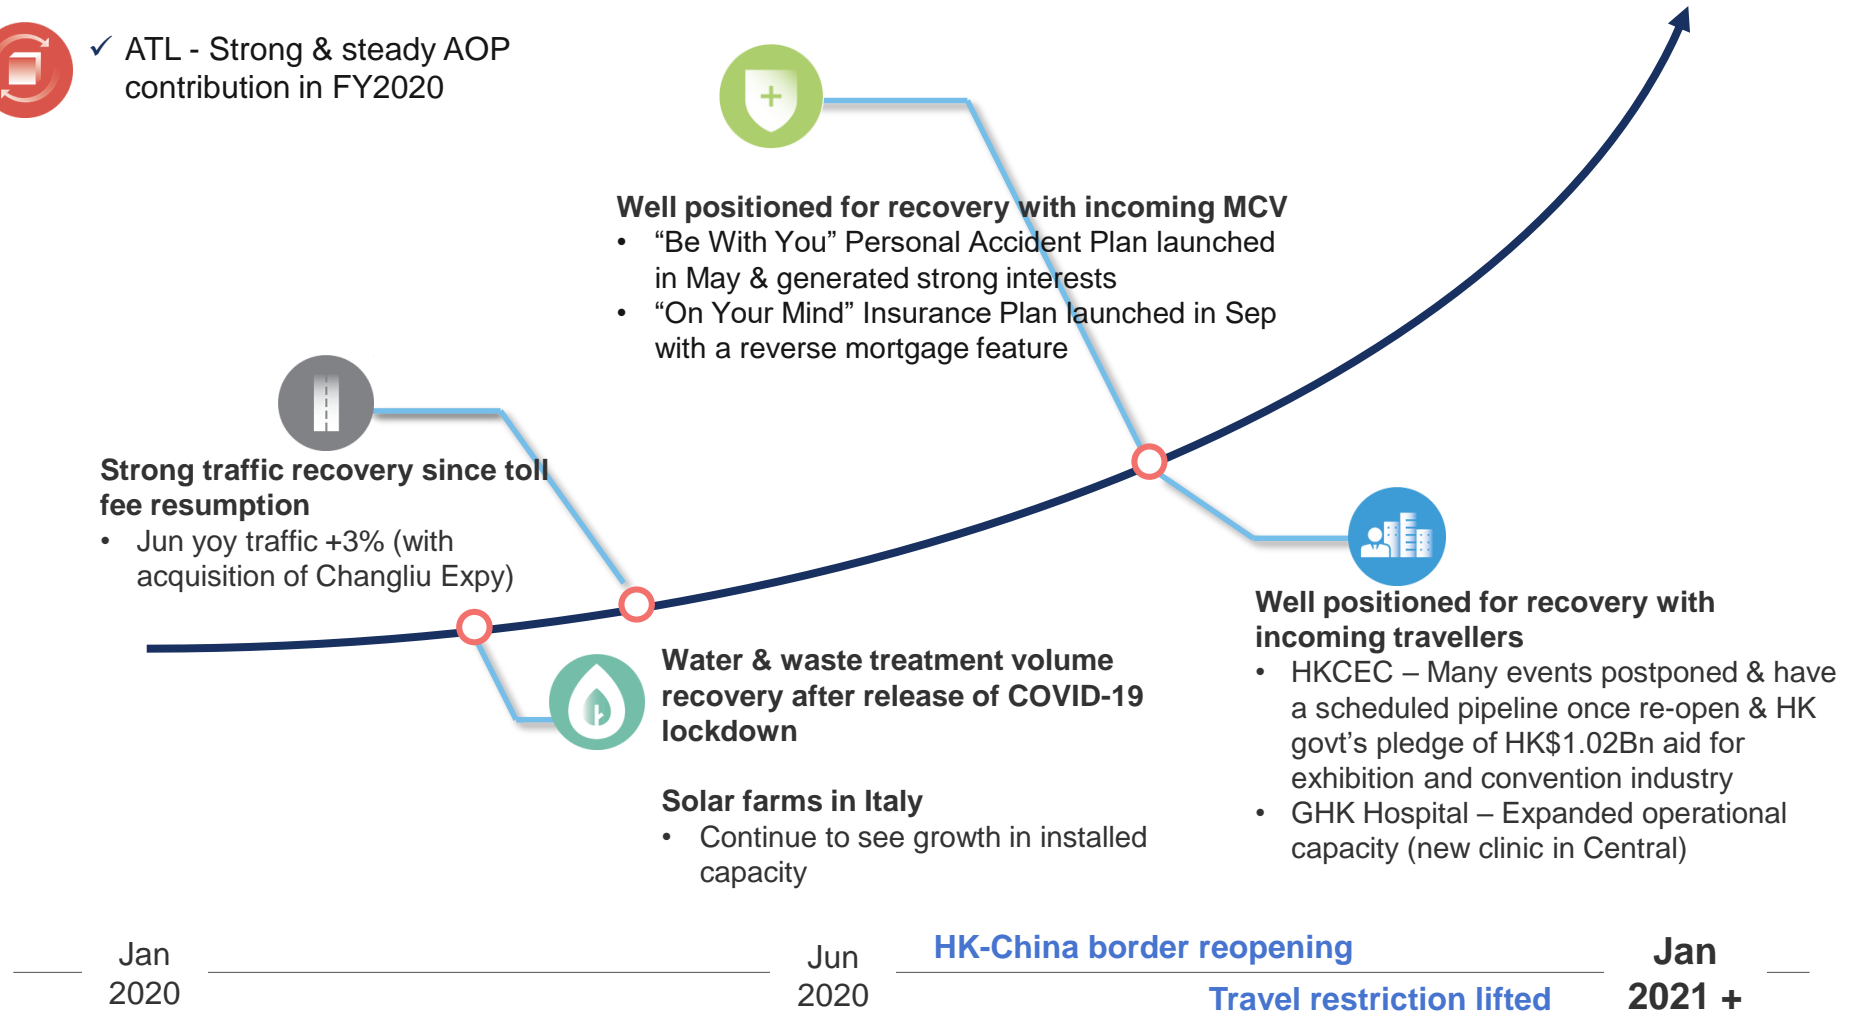 ✓ ATL - Strong & steady AOP
contribution in FY2020
Well positioned for recovery with incoming MCV
• “Be With You” Personal Accident Plan launched
in May & generated strong interests
• “On Your Mind” Insurance Plan launched in Sep
with a reverse mortgage feature
Strong traffic recovery since toll
fee resumption
• Jun yoy traffic +3% (with
acquisition of Changliu Expy)
Water & waste treatment volume
recovery after release of COVID-19
lockdown
Solar farms in Italy
• Continue to see growth in installed
capacity
Well positioned for recovery with
incoming travellers
• HKCEC – Many events postponed & have
a scheduled pipeline once re-open & HK
govt’s pledge of HK$1.02Bn aid for
exhibition and convention industry
• GHK Hospital – Expanded operational
capacity (new clinic in Central)
Jan
2020
Jun
2020
HK-China border reopening
Travel restriction lifted
Jan
2021 +